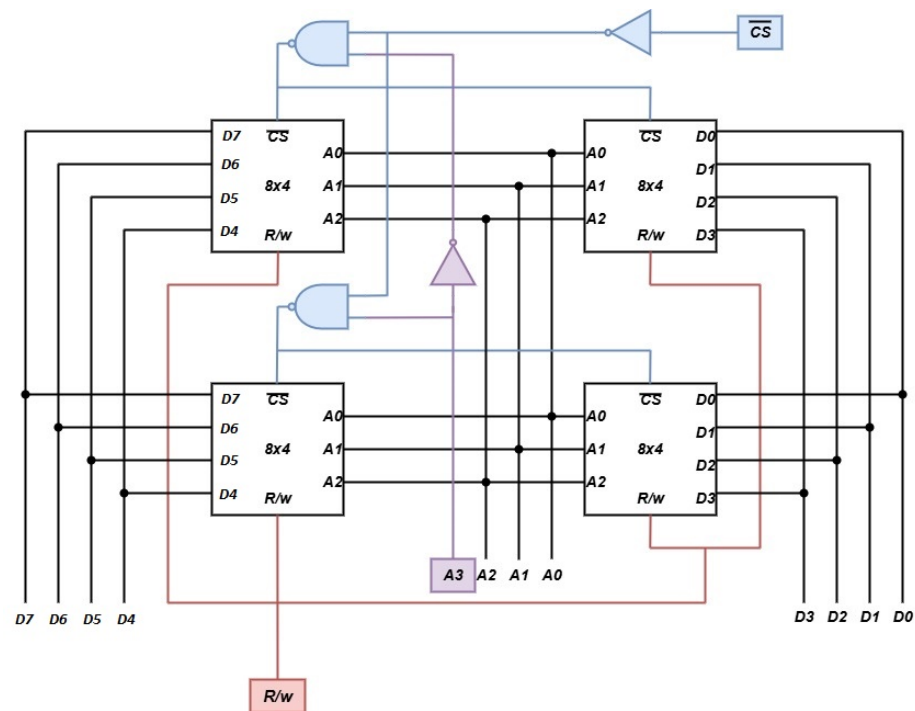 CS
D7 CS A0 A0 CS D0
D6 A1 A1 D1
8x4 8x4
D5 A2 A2 D2
D4 R/w R/w D3
D7 CS A0 A0 CS D0
D6 A1 A1 D1
D5 8x4 A2 A2 8x4 D2
D4 R/w R/w D3
A3 A2 A1 A0
D7 D6 D5 D4 D3 D2 D1 D0
R/w